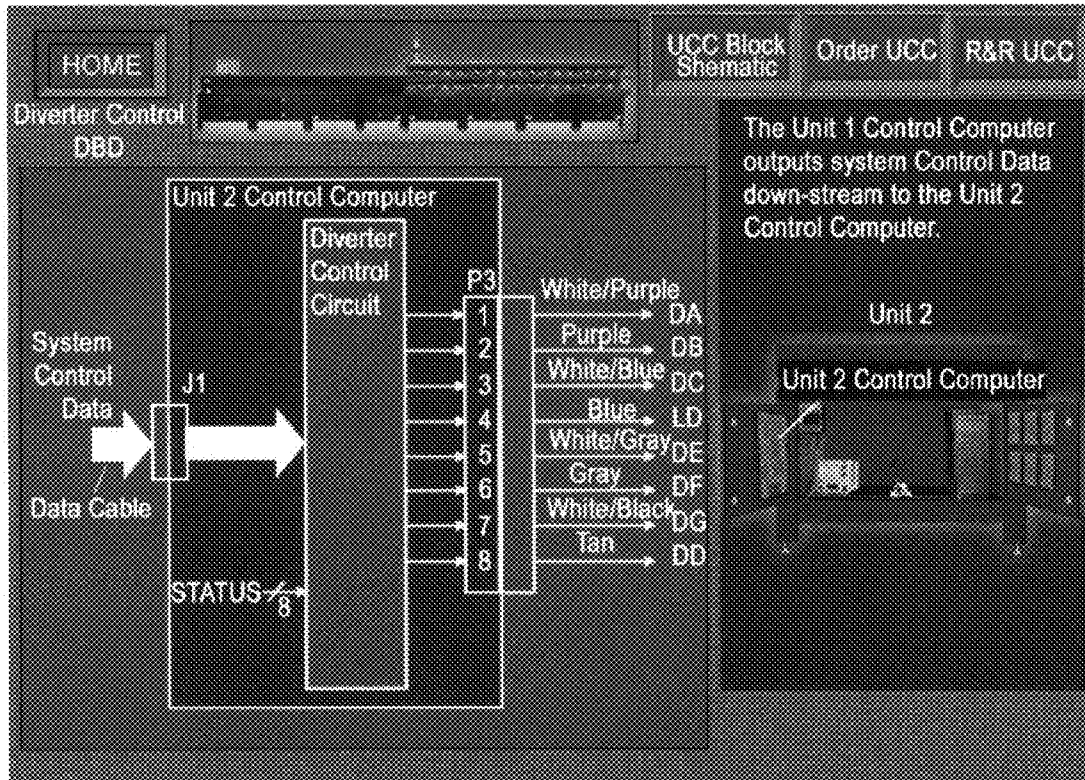 HOME
Diverter Control
DBD
UCC Block
Shematic
Order UCC
R&R UCC
The Unit 1 Control Computer
outputs system Control Data
down-stream to the Unit 2
Control Computer.
Unit 2 Control Computer
Diverter
Control
Circuit
P3
System
Control
Data
J1
Data Cable
STATUS
8
1
2
3
4
5
6
7
8
White/Purple DA
Purple DB
White/Blue DC
Blue LD
White/Gray DE
Gray DF
White/Black DG
Tan DD
Unit 2
Unit 2 Control Computer